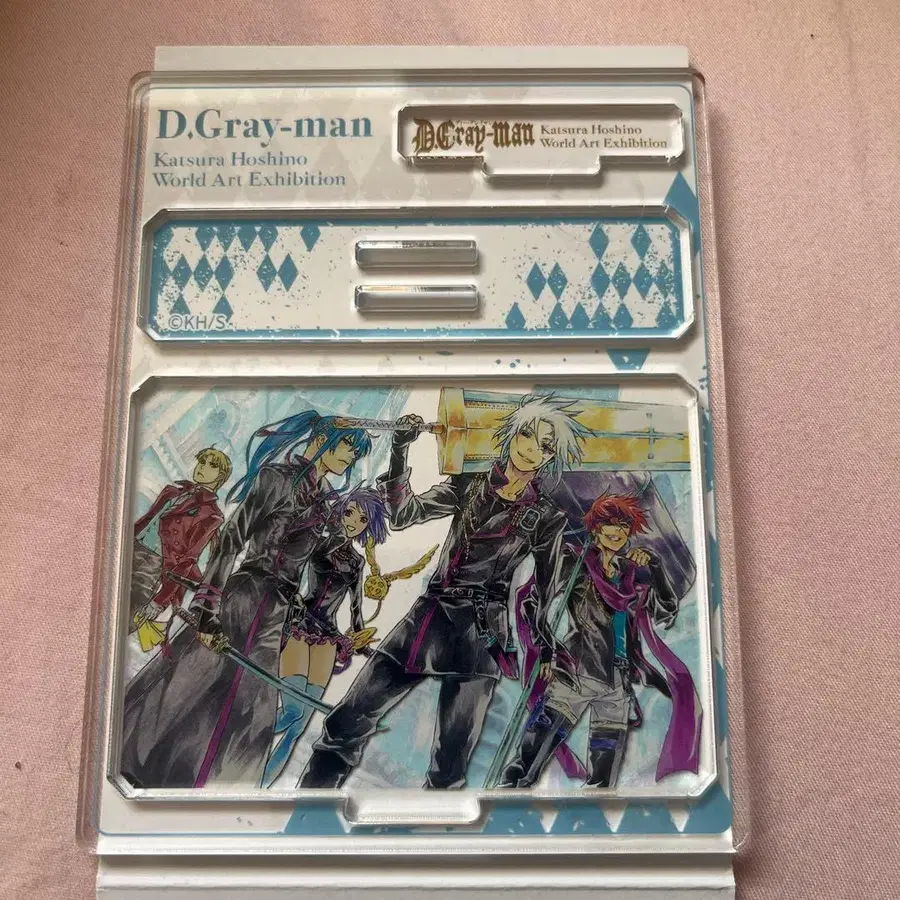 D.Gray-man
Katsura Hoshino
World Art Exhibition
D.Gray-man
Katsura Hoshino
World Art Exhibition
©KH/S